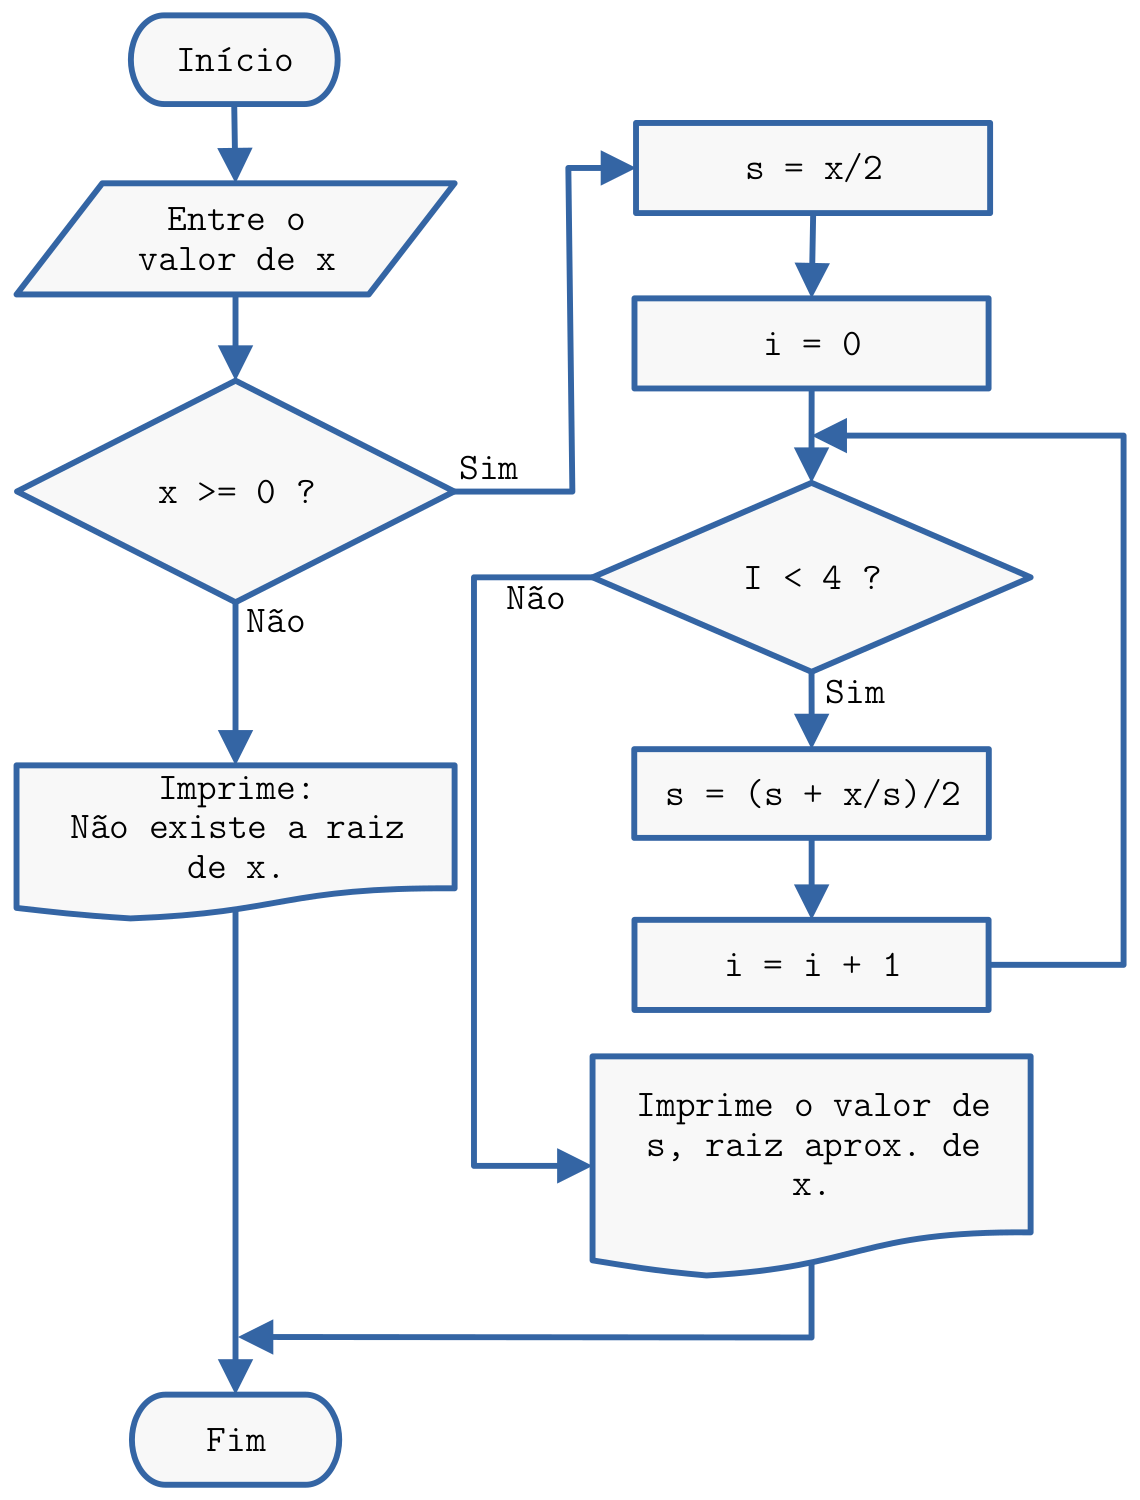 Início
Entre o
valor de x
x >= 0 ?
Sim
Não
Imprime:
Não existe a raiz
de x.
s = x/2
i = 0
I < 4 ?
Não
Sim
s = (s + x/s)/2
i = i + 1
Imprime o valor de
s, raiz aprox. de
x.
Fim